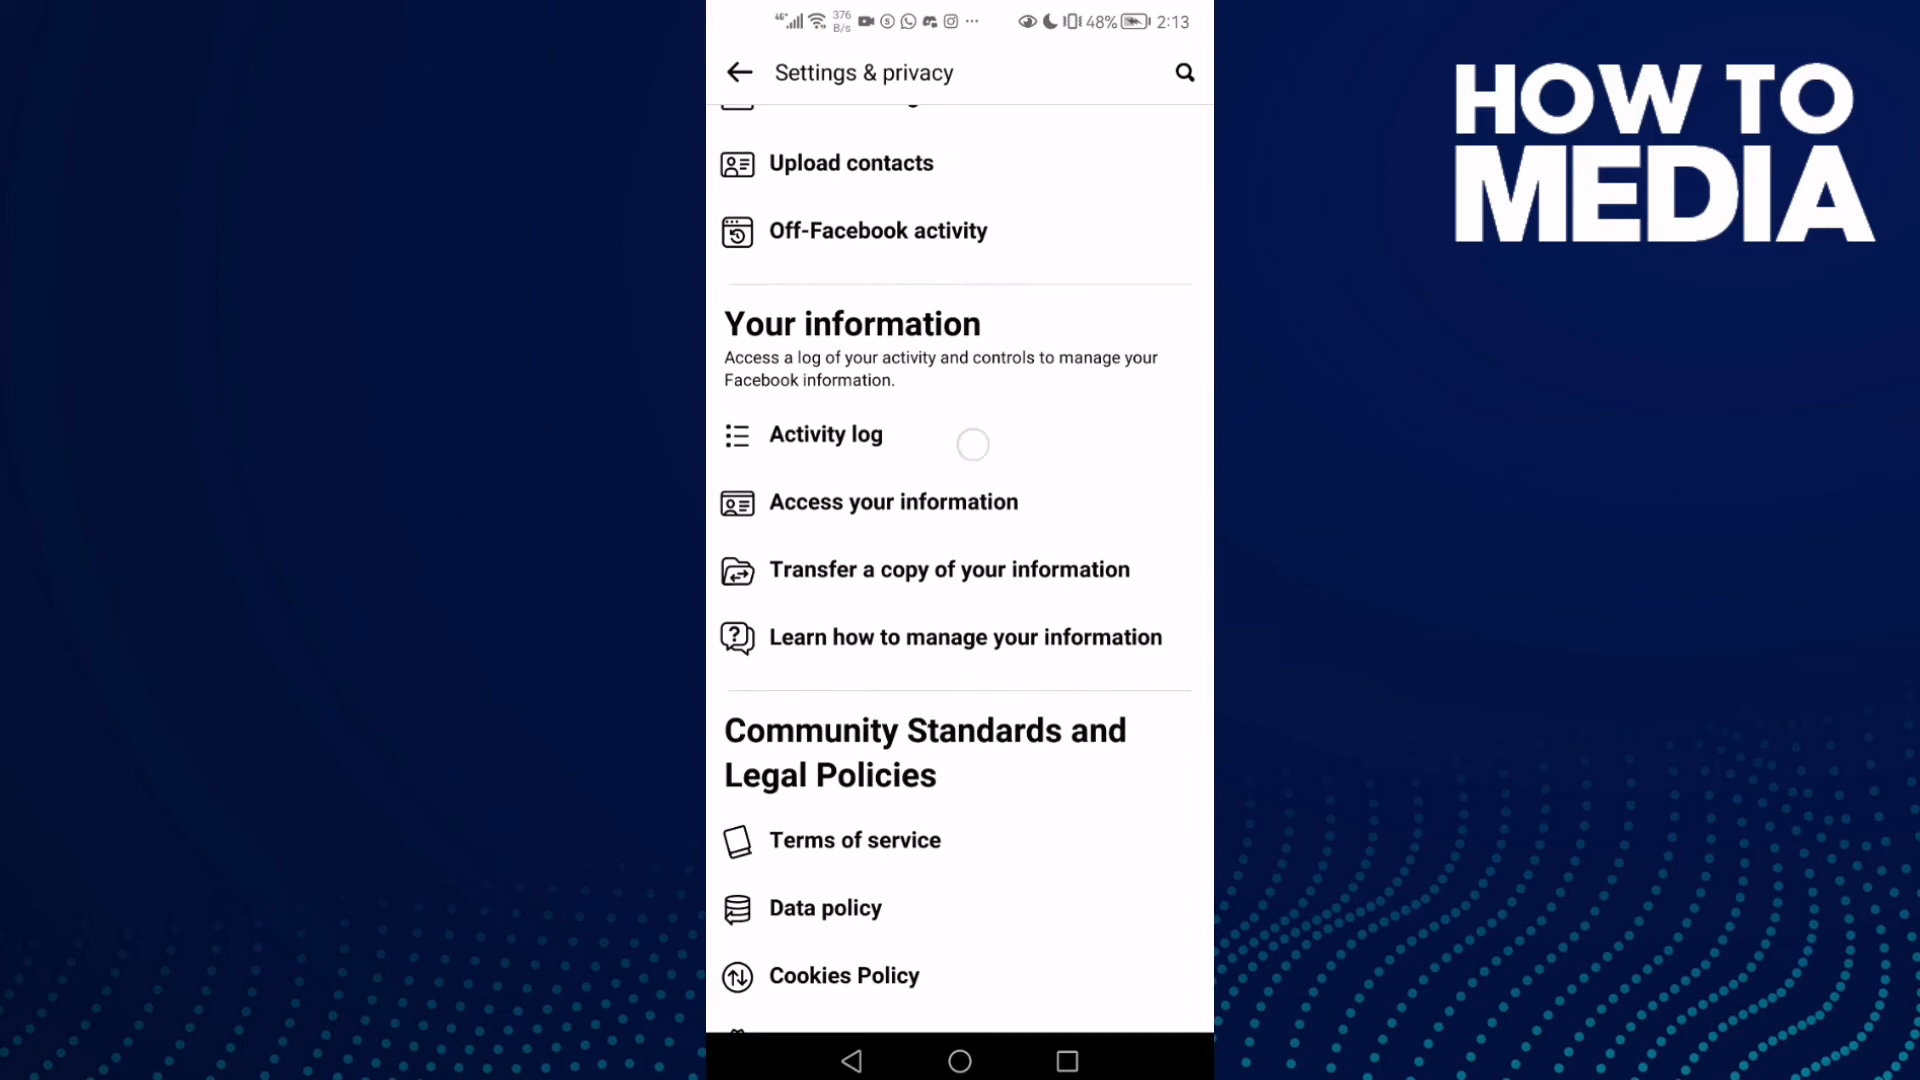 4G+ 376 B/s 48% 2:13
Settings & privacy
HOW TO
MEDIA
Upload contacts
Off-Facebook activity
Your information
Access a log of your activity and controls to manage your
Facebook information.
Activity log
Access your information
Transfer a copy of your information
Learn how to manage your information
Community Standards and
Legal Policies
Terms of service
Data policy
Cookies Policy